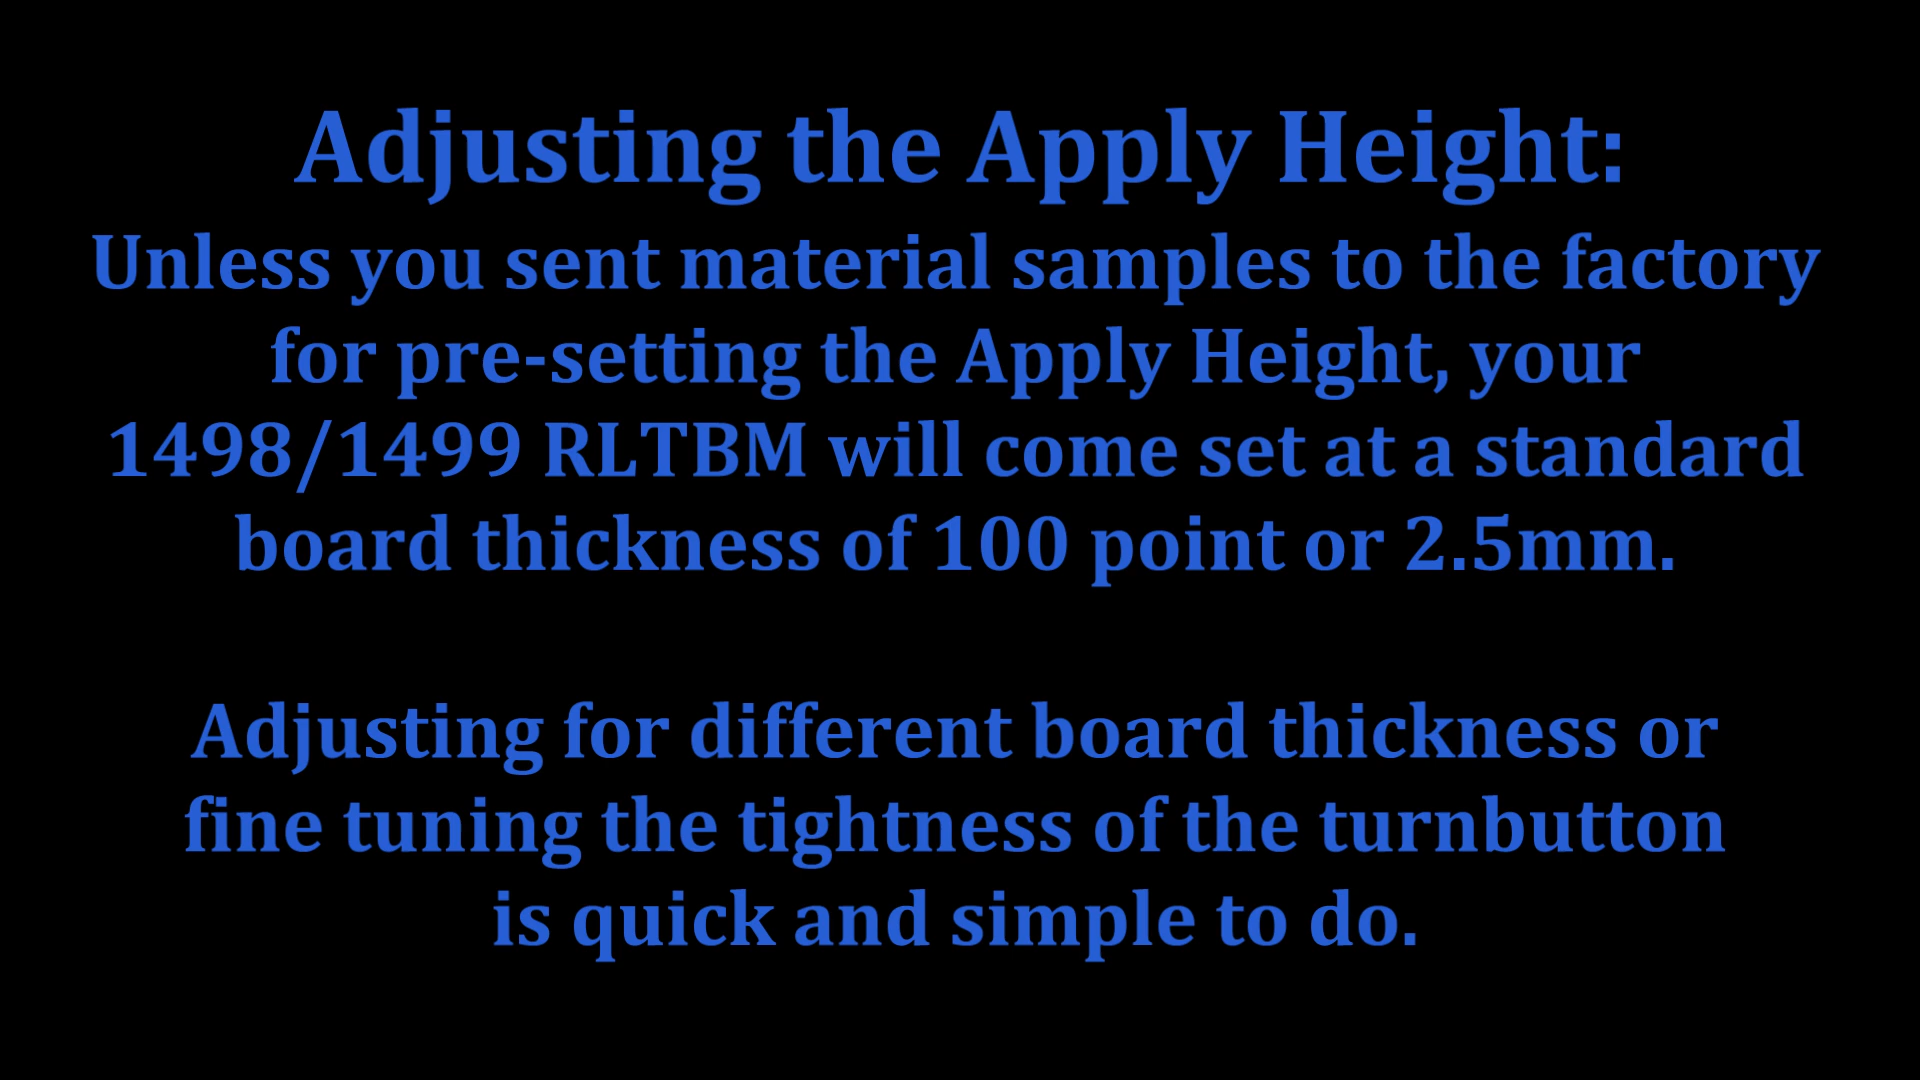 Adjusting the Apply Height:
Unless you sent material samples to the factory
for pre-setting the Apply Height, your
1498/1499 RLTBM will come set at a standard
board thickness of 100 point or 2.5mm.
Adjusting for different board thickness or
fine tuning the tightness of the turnbutton
is quick and simple to do.